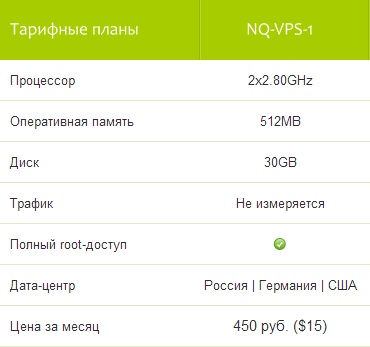 Тарифные планы NQ-VPS-1
Процессор 2x2.80GHz
Оперативная память 512MB
Диск 30GB
Трафик Не измеряется
Полный root-доступ
Дата-центр Россия | Германия | США
Цена за месяц 450 руб. ($15)